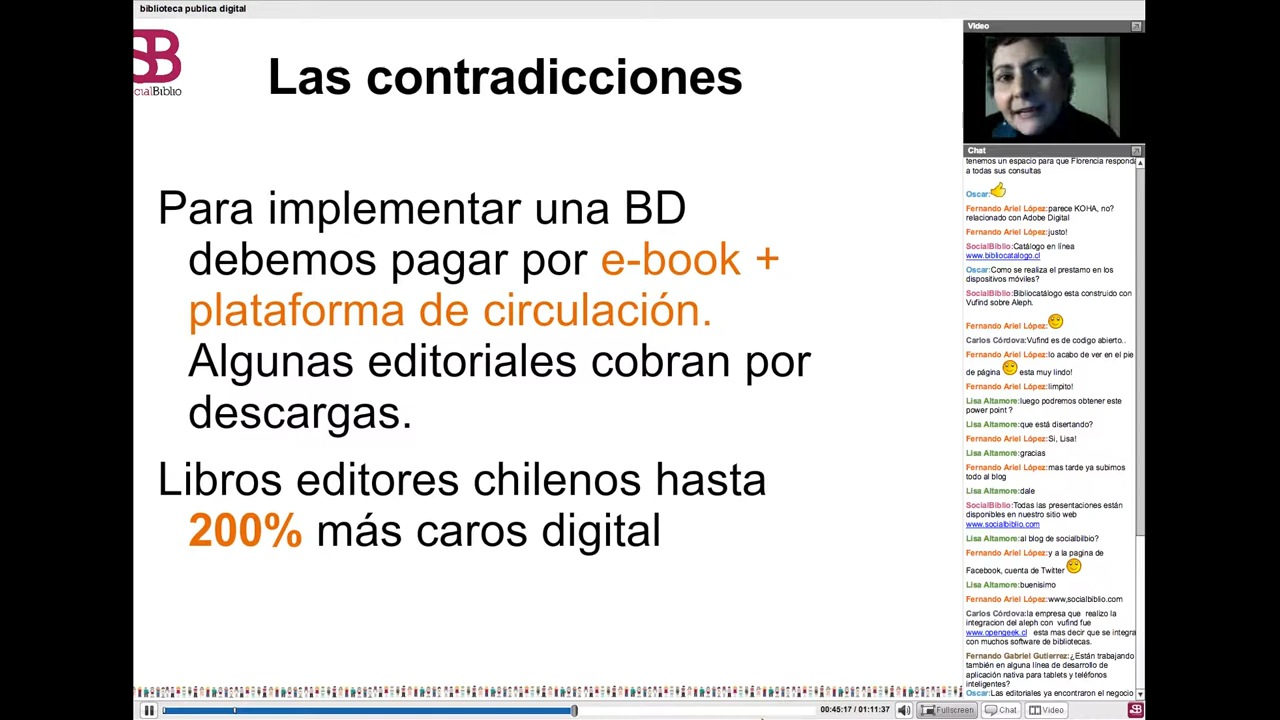 biblioteca publica digital
SB
cialBiblio
Las contradicciones
Para implementar una BD
debemos pagar por e-book +
plataforma de circulación.
Algunas editoriales cobran por
descargas.
Libros editores chilenos hasta
200% más caros digital
Video
Chat
tenemos un espacio para que Florencia responda
a todas sus consultas
Oscar:
Fernando Ariel López:parece KOHA, no?
relacionado con Adobe Digital
Fernando Ariel López:justo!
SocialBiblio:Catálogo en línea
www.bibliocatalogo.cl
Oscar:Como se realiza el prestamo en los
dispositivos móviles?
SocialBiblio:Bibliocatálogo esta construido con
Vufind sobre Aleph.
Fernando Ariel López:
Carlos Córdova:Vufind es de codigo abierto..
Fernando Ariel López:lo acabo de ver en el pie
de página esta muy lindo!
Fernando Ariel López:limpito!
Lisa Altamore:luego podremos obtener este
power point ?
Lisa Altamore:que está disertando?
Fernando Ariel López:Si, Lisa!
Lisa Altamore:gracias
Fernando Ariel López:mas tarde ya subimos
todo al blog
Lisa Altamore:dale
SocialBiblio:Todas las presentaciones están
disponibles en nuestro sitio web
www.socialbiblio.com
Lisa Altamore:al blog de socialbilbio?
Fernando Ariel López:y a la pagina de
Facebook, cuenta de Twitter
Lisa Altamore:buenisimo
Fernando Ariel López:www,socialbiblio.com
Carlos Córdova:la empresa que realizo la
integracion del aleph con vufind fue
www.opengeek.cl esta mas decir que se integra
con muchos software de bibliotecas.
Fernando Gabriel Gutierrez:¿Están trabajando
también en alguna línea de desarrollo de
aplicación nativa para tablets y teléfonos
inteligentes?
Oscar:Las editoriales ya encontraron el negocio
00:45:17 / 01:11:37
Fullscreen
Chat
Video
SB